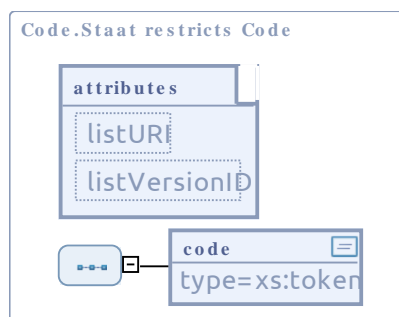 Code.Staat restricts Code
attributes
listURI
listVersionID
code
type=xs:token